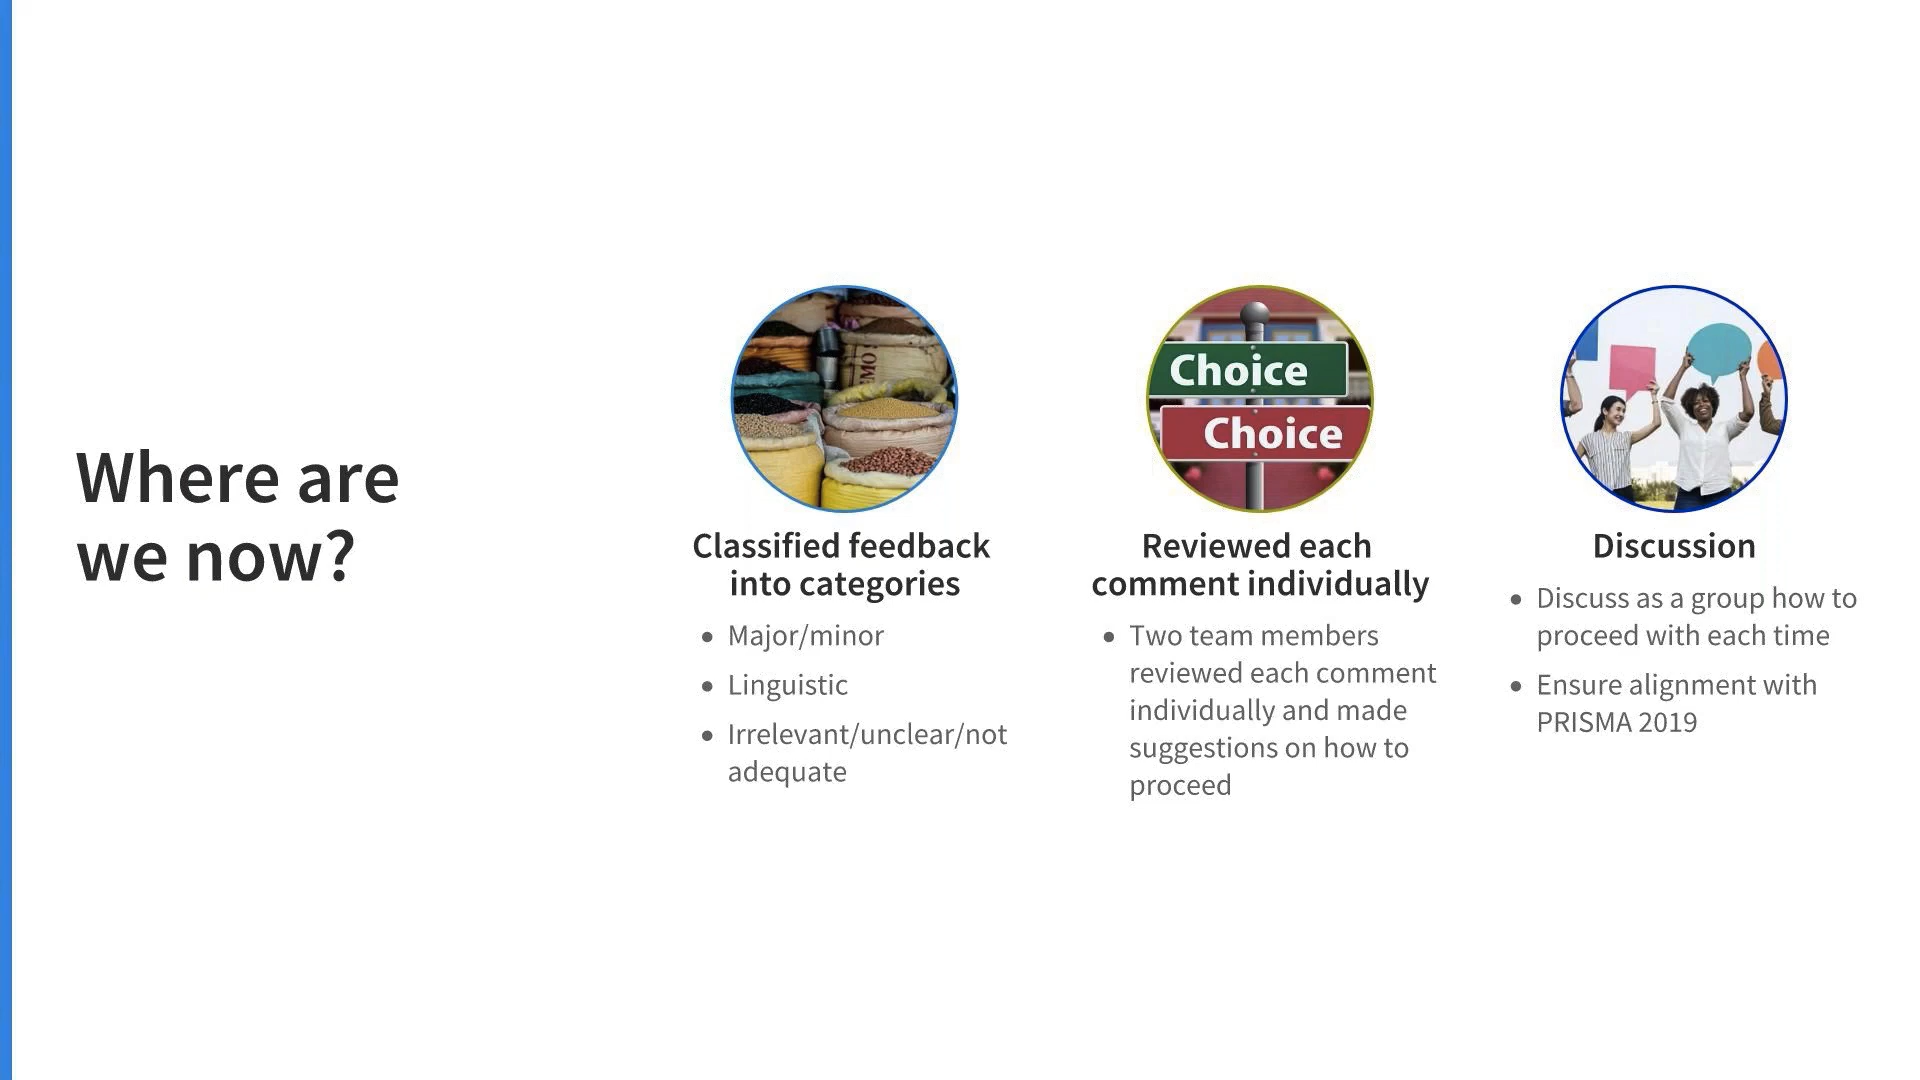 Where are
we now?
Choice
Choice
Classified feedback
into categories
• Major/minor
• Linguistic
• Irrelevant/unclear/not
adequate
Reviewed each
comment individually
• Two team members
reviewed each comment
individually and made
suggestions on how to
proceed
Discussion
• Discuss as a group how to
proceed with each time
• Ensure alignment with
PRISMA 2019